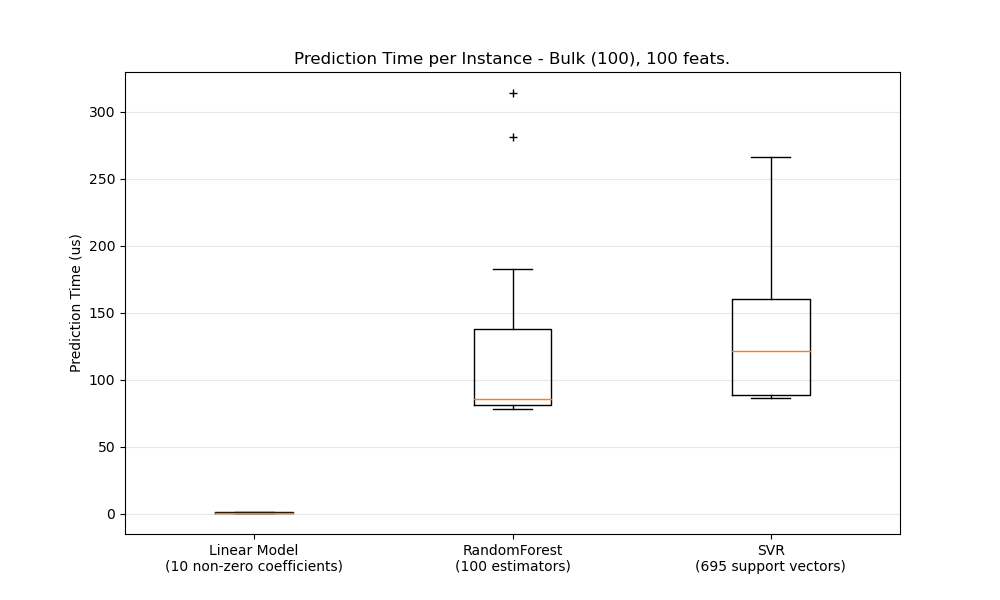 Prediction Time per Instance - Bulk (100), 100 feats.
Prediction Time (us)
300
250
200
150
100
50
0
Linear Model
(10 non-zero coefficients)
RandomForest
(100 estimators)
SVR
(695 support vectors)